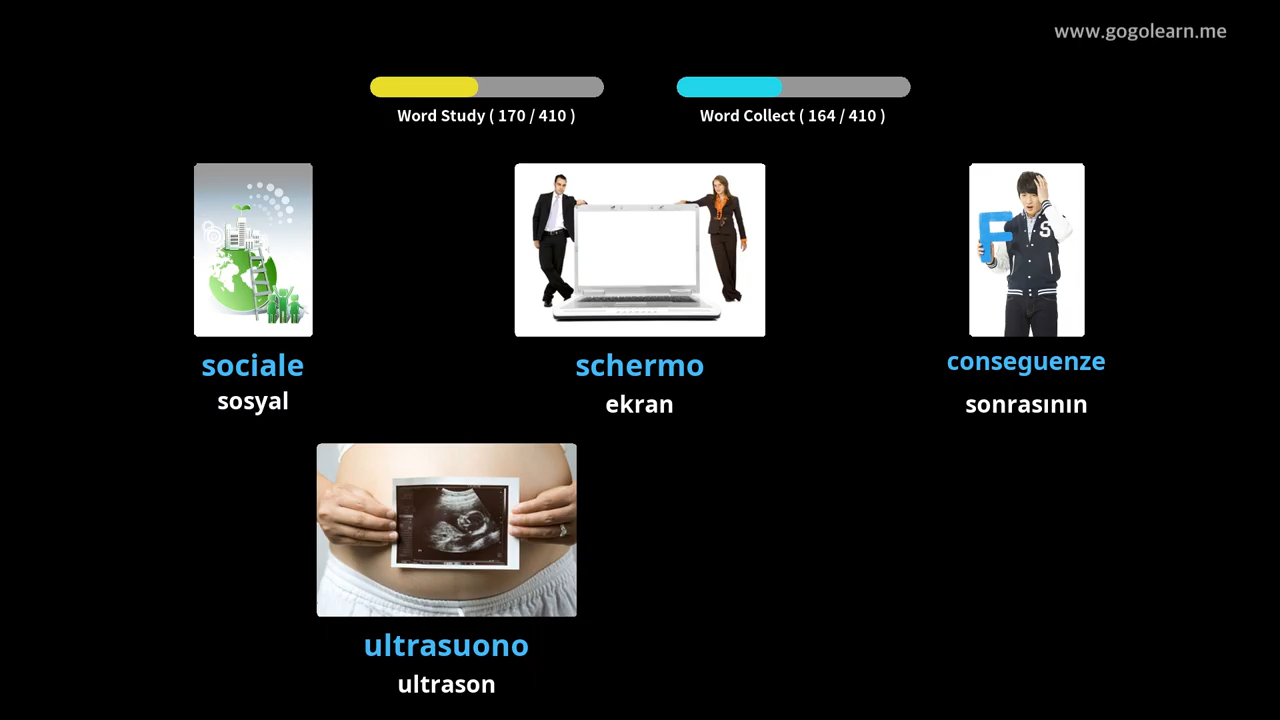 www.gogolearn.me
Word Study ( 170 / 410 )
Word Collect ( 164 / 410 )
F
S
sociale
sosyal
schermo
ekran
conseguenze
sonrasının
ultrasuono
ultrason